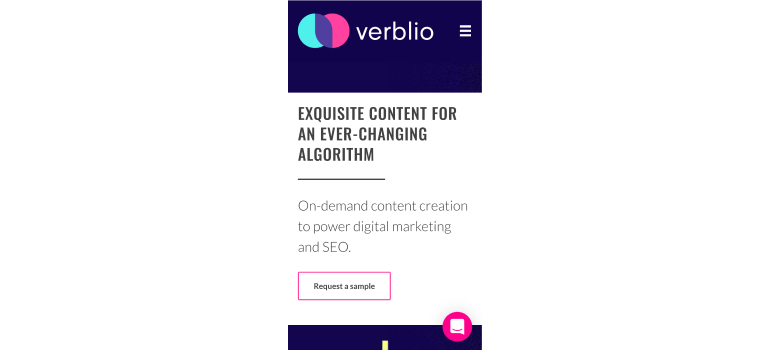 verblio
EXQUISITE CONTENT FOR
AN EVER-CHANGING
ALGORITHM
On-demand content creation
to power digital marketing
and SEO.
Request a sample